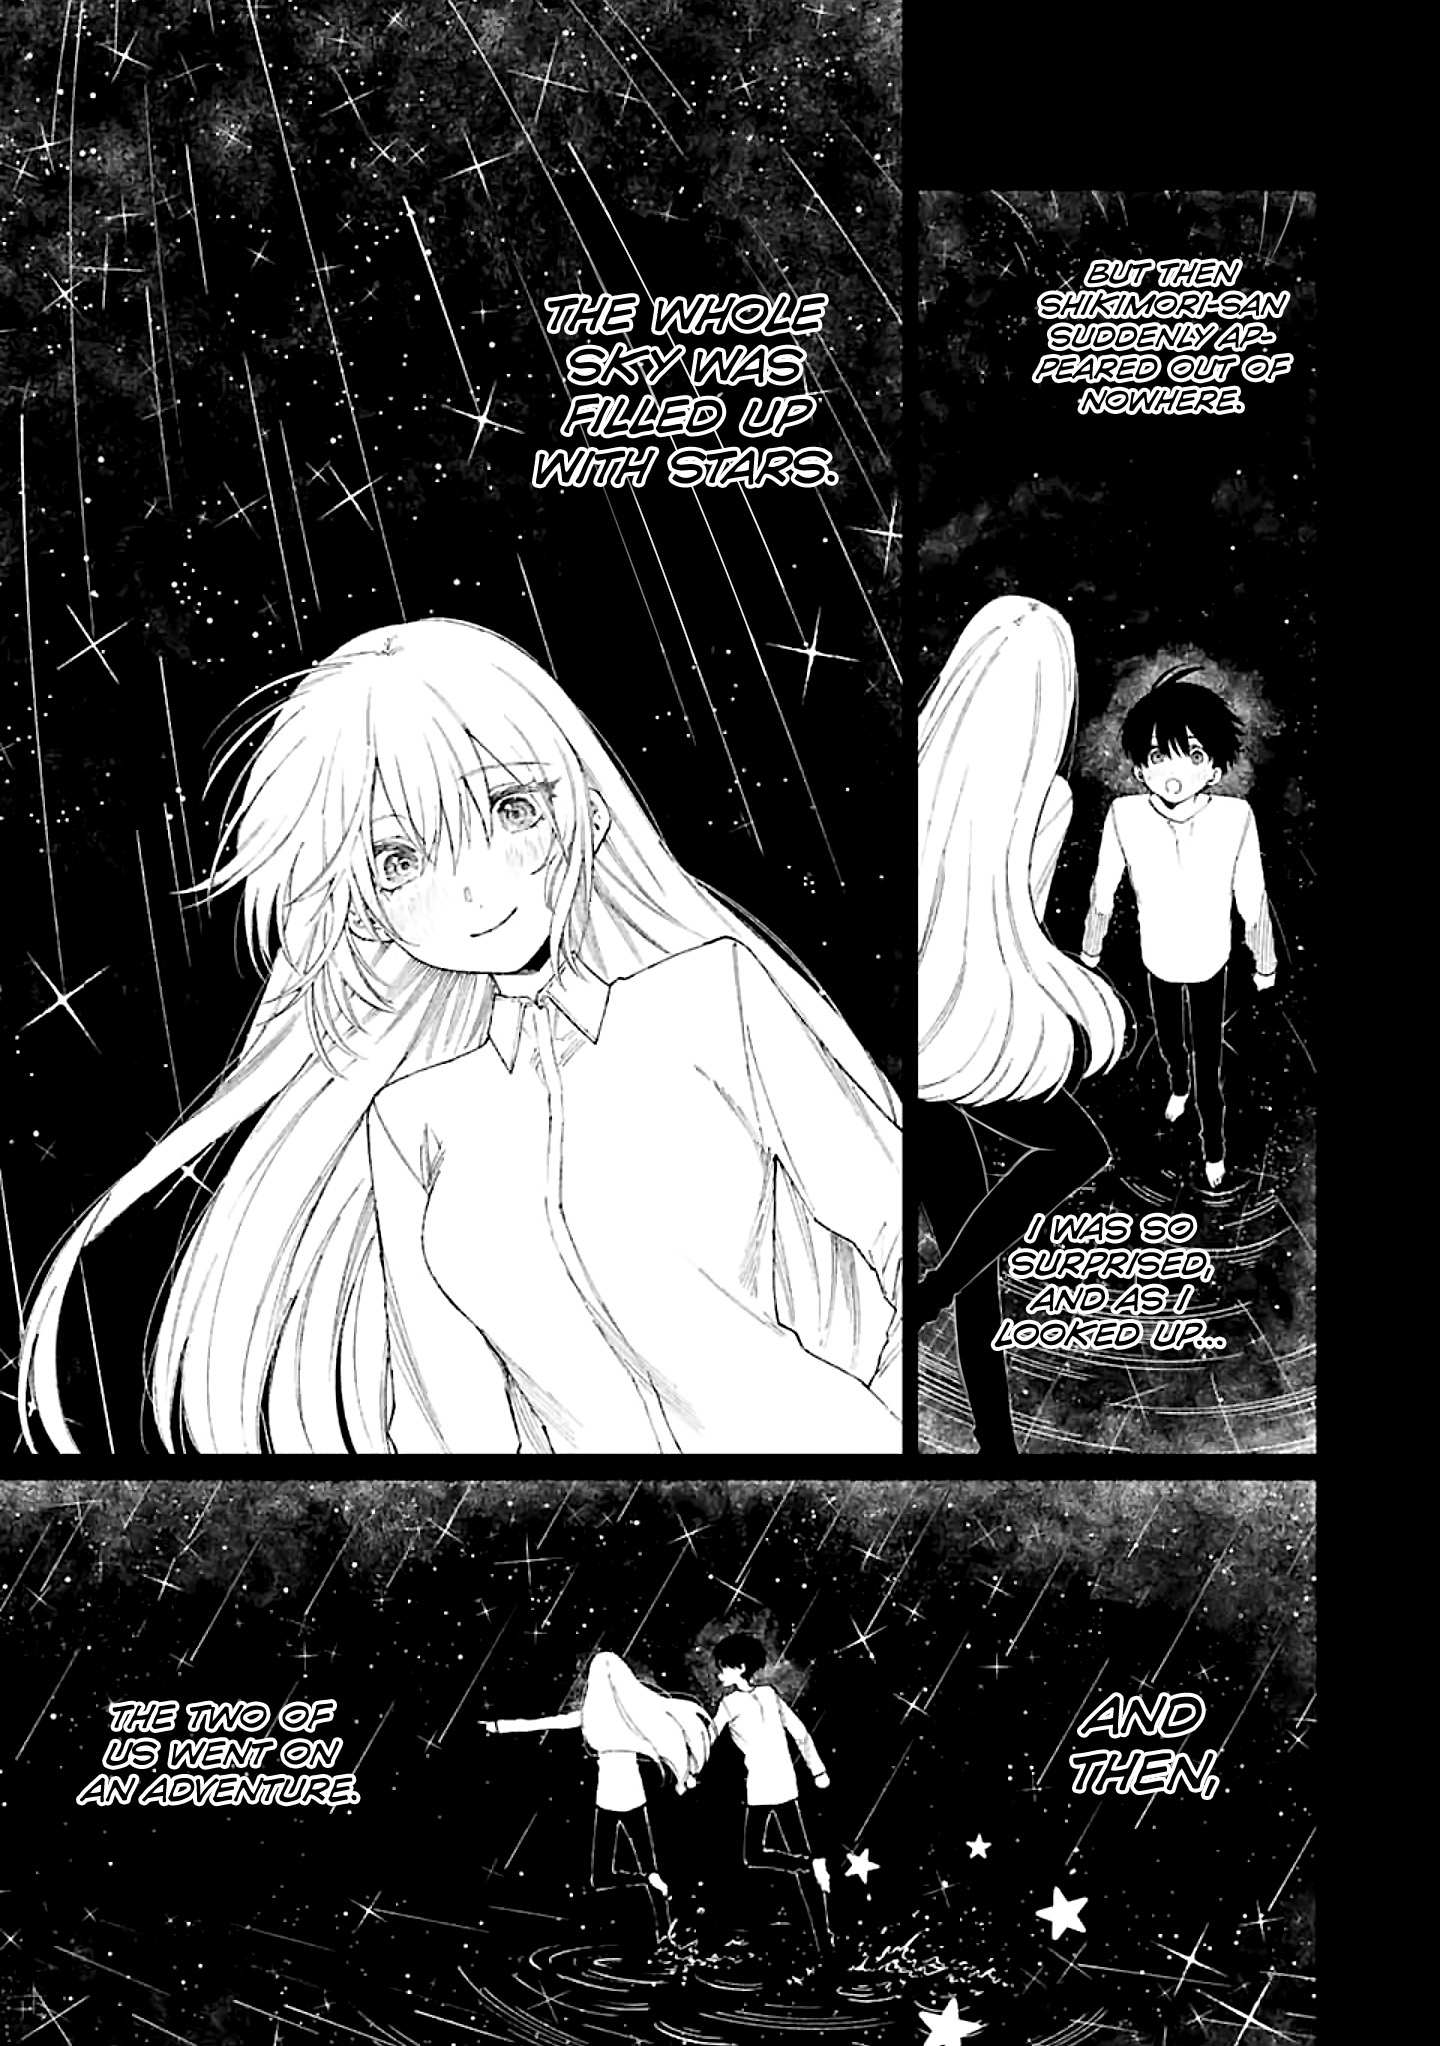 BUT THEN
SHIKIMORI-SAN
SUDDENLY AP-
PEARED OUT OF
NOWHERE.
I WAS SO
SURPRISED,
AND AS I
LOOKED UP...
THE WHOLE
SKY WAS
FILLED UP
WITH STARS.
AND
THEN,
THE TWO OF
US WENT ON
AN ADVENTURE.